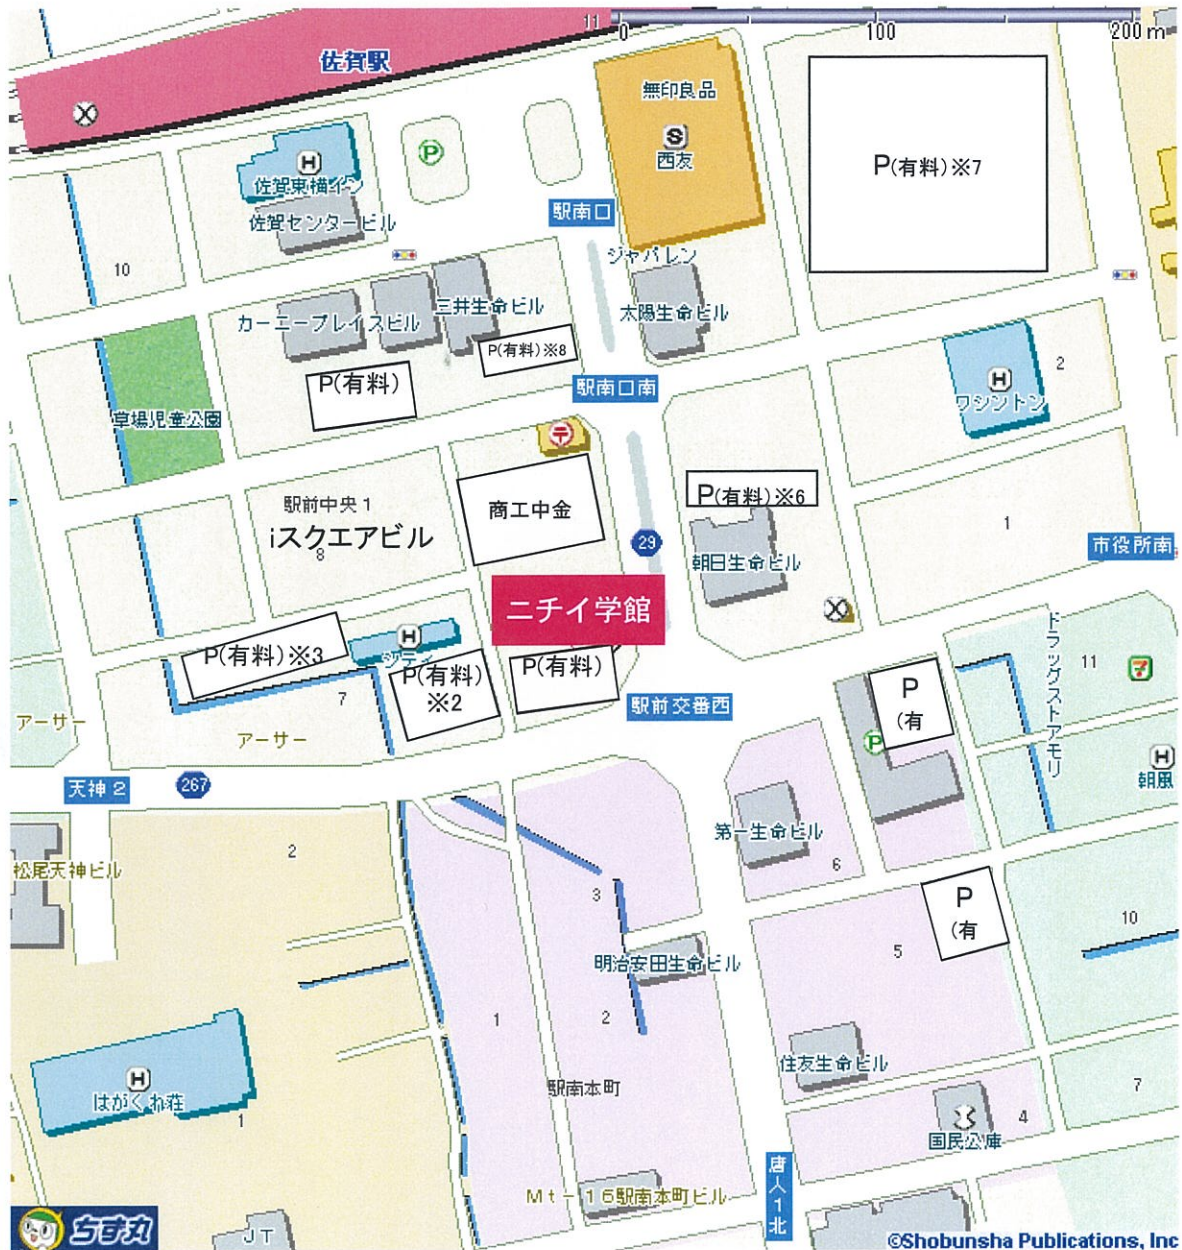 11
0
100
200 m
佐賀駅
無印良品
S
西友
P(有料)※7
P
H
佐賀東横イン
佐賀センタービル
駅南口
ジャパレン
10
三井生命ビル
太陽生命ビル
カーニープレイスビル
P(有料)※8
P(有料)
駅南口南
H
2
ワシントン
草場児童公園
駅前中央1
商工中金
P(有料)※6
iスクエアビル
8
29
朝日生命ビル
1
市役所南
ニチイ学館
P(有料)※3
H
シティ
P(有料)
※2
P(有料)
7
駅前交番西
P
(有
P
ドラッグストアモリ
11
7
アーサー
アーサー
天神2
267
H
朝風
松尾天神ビル
2
第一生命ビル
6
3
P
(有
10
5
明治安田生命ビル
1
2
H
はがくれ荘
1
駅南本町
住友生命ビル
7
4
国民公庫
唐人1北
Mt-16駅南本町ビル
JT
ちず丸
©Shobunsha Publications, Inc